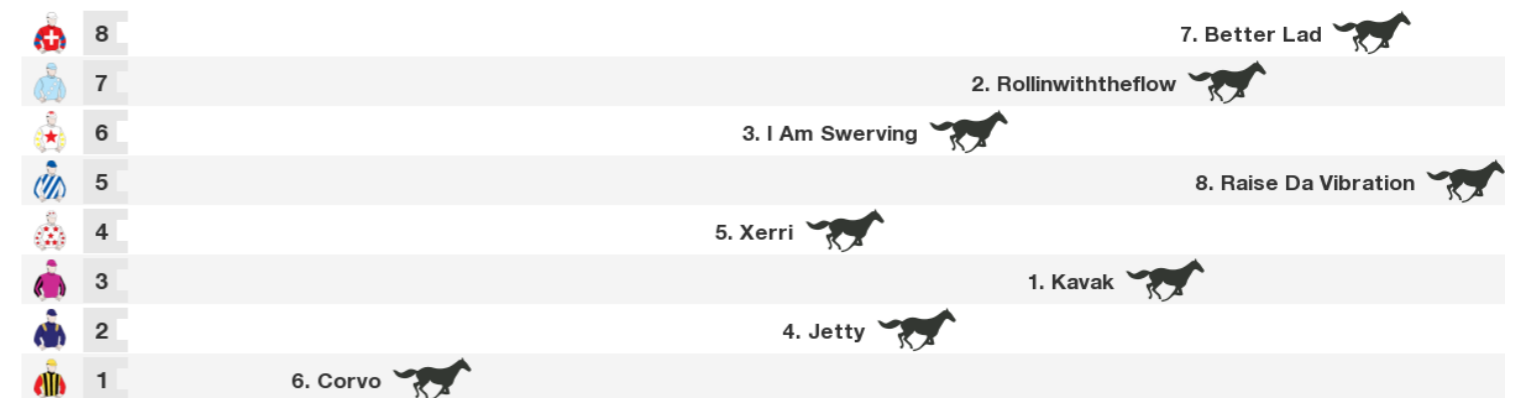 8 7. Better Lad
7 2. Rollinwiththeflow
6 3. I Am Swerving
5 8. Raise Da Vibration
4 5. Xerri
3 1. Kavak
2 4. Jetty
1 6. Corvo